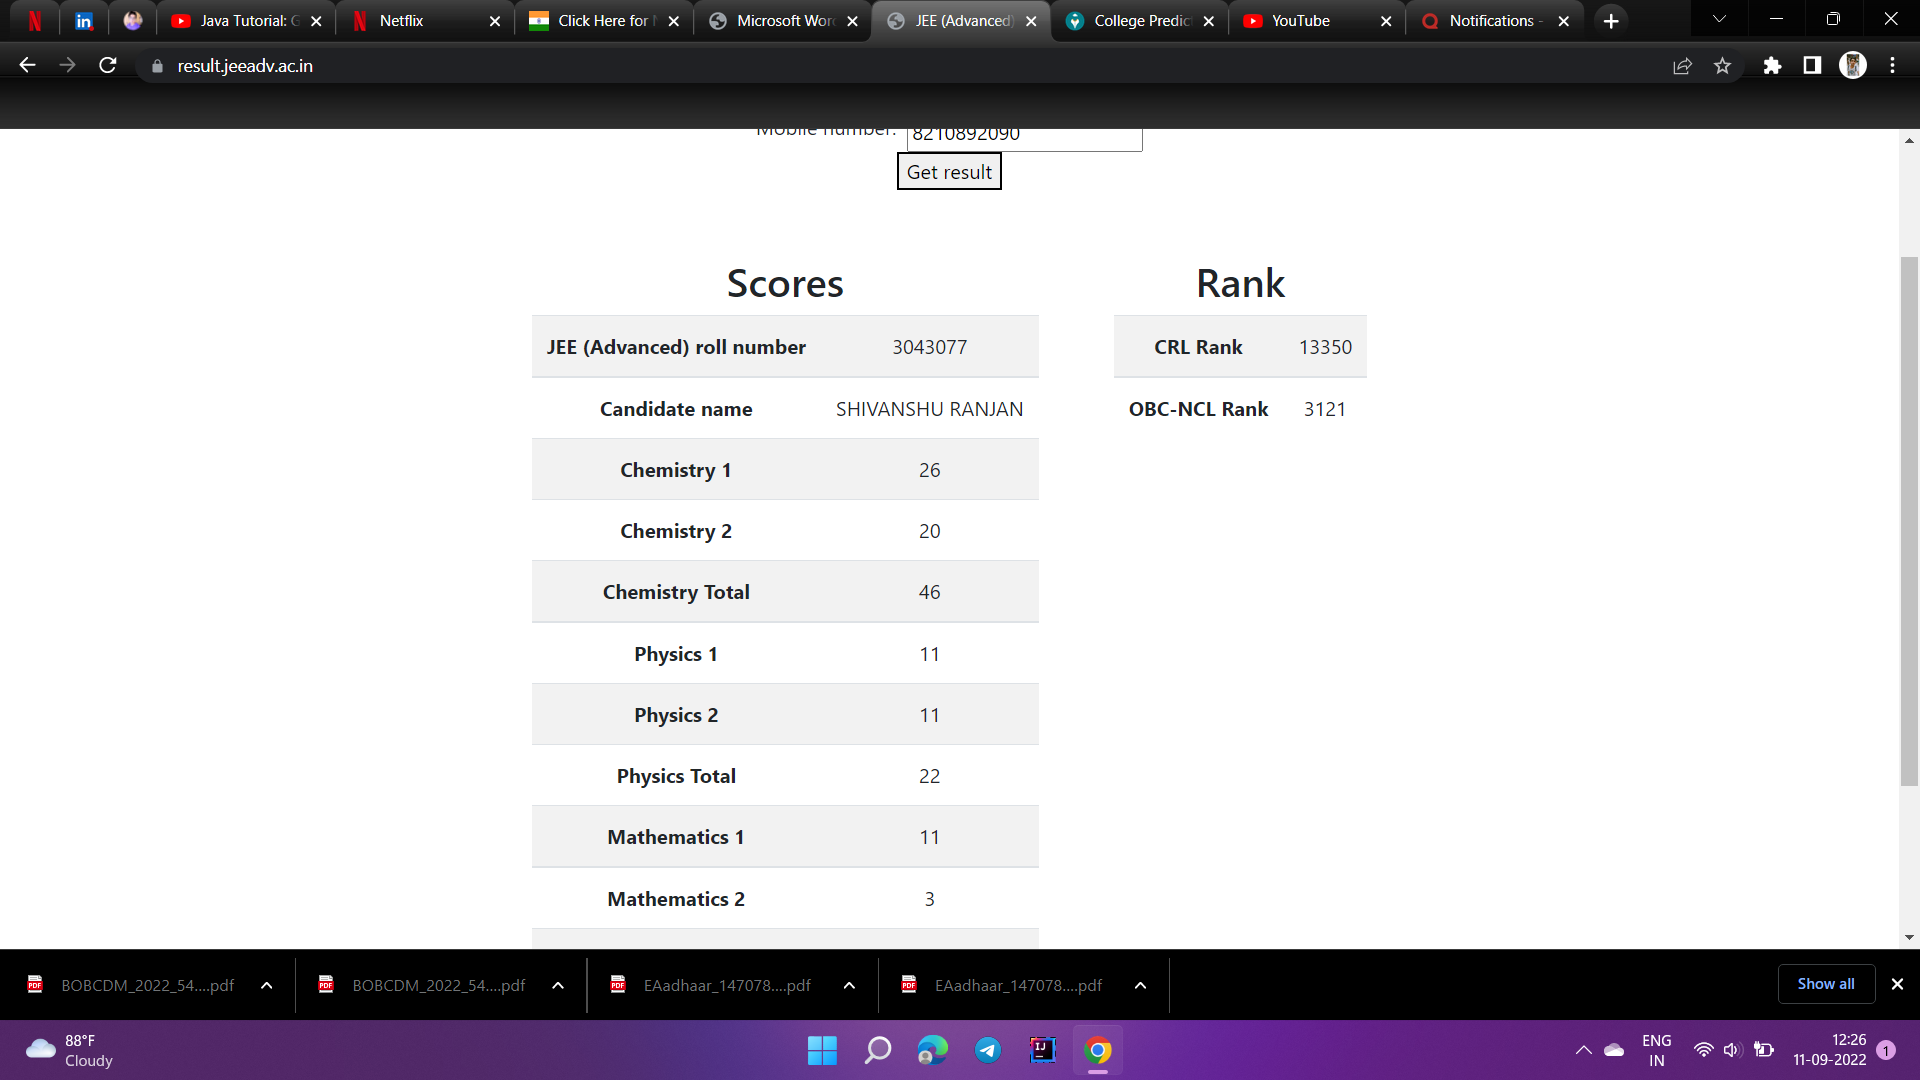 Java Tutorial: G
Netflix
Click Here for
Microsoft Wor
JEE (Advanced)
College Predic
YouTube
Notifications -
result.jeeadv.ac.in
Mobile number: 8210892090
Get result
Scores
JEE (Advanced) roll number 3043077
Candidate name SHIVANSHU RANJAN
Chemistry 1 26
Chemistry 2 20
Chemistry Total 46
Physics 1 11
Physics 2 11
Physics Total 22
Mathematics 1 11
Mathematics 2 3
Rank
CRL Rank 13350
OBC-NCL Rank 3121
BOBCDM_2022_54....pdf
BOBCDM_2022_54....pdf
EAadhaar_147078....pdf
EAadhaar_147078....pdf
Show all
88°F
Cloudy
ENG
IN
12:26
11-09-2022
1